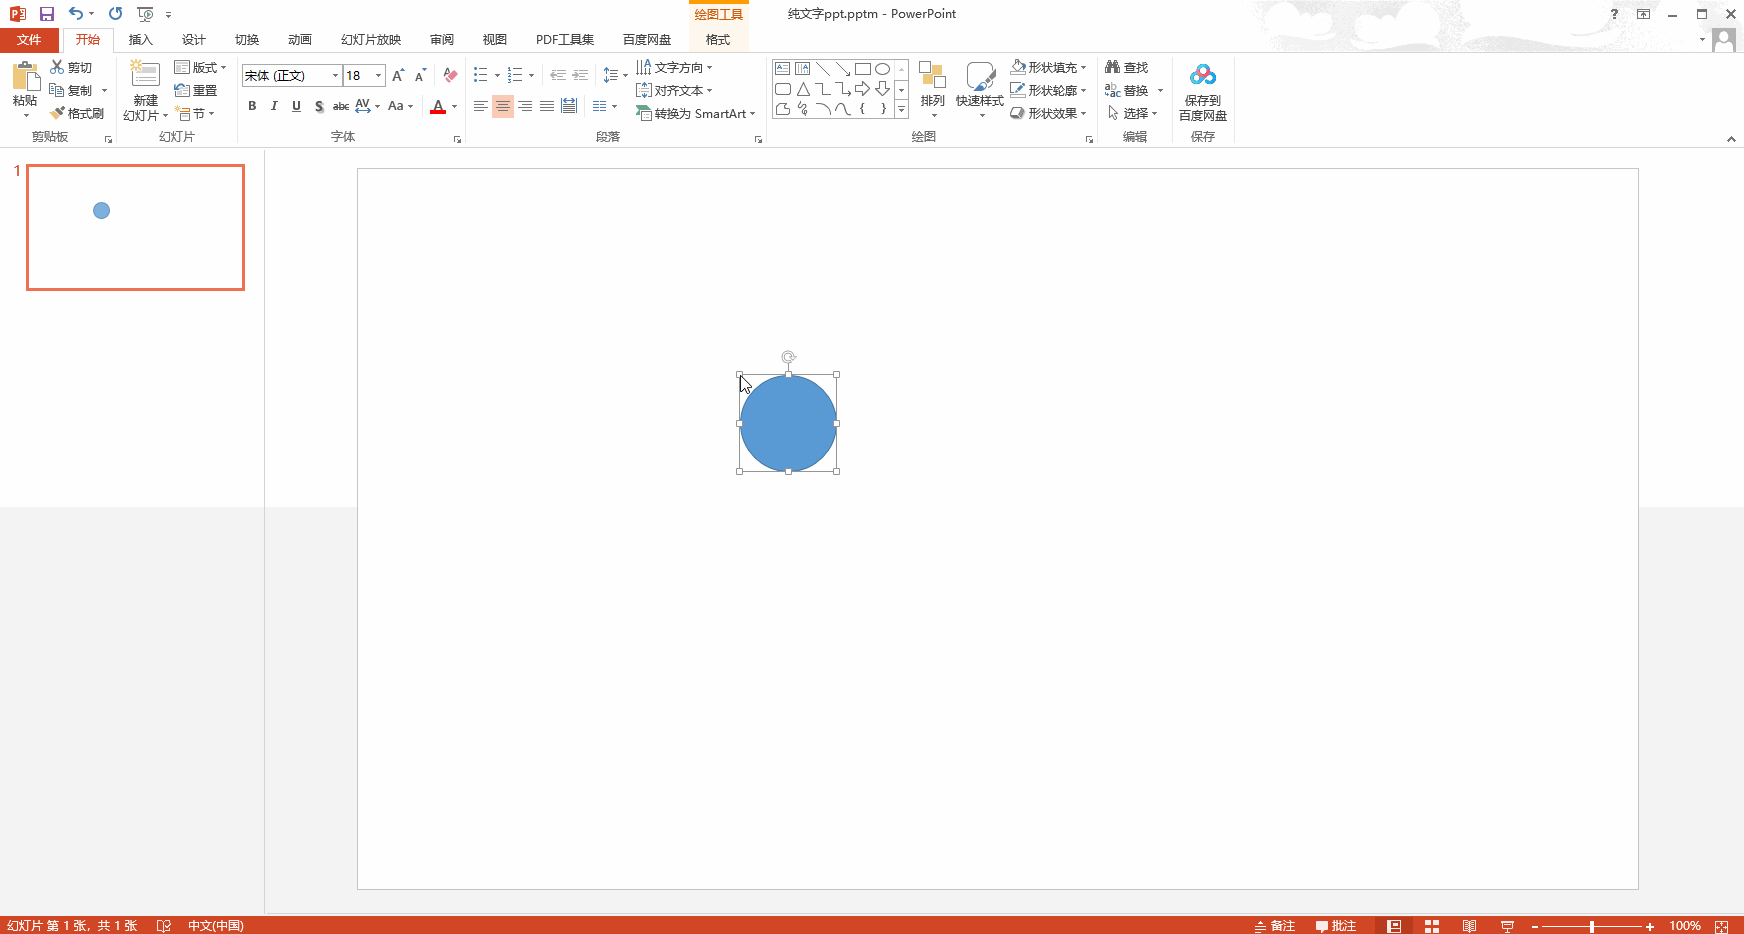 绘图工具
纯文字ppt.pptm - PowerPoint
文件 开始 插入 设计 切换 动画 幻灯片放映 审阅 视图 PDF工具集 百度网盘 格式
剪切
复制
格式刷
粘贴
剪贴板
新建
幻灯片
版式
重置
节
幻灯片
宋体 (正文) 18
B I U S abc AV Aa A
字体
文字方向
对齐文本
转换为 SmartArt
段落
排列
快速样式
形状填充
形状轮廓
形状效果
绘图
查找
替换
选择
编辑
保存到
百度网盘
保存
1
幻灯片 第 1 张，共 1 张 中文(中国) 备注 批注 100%